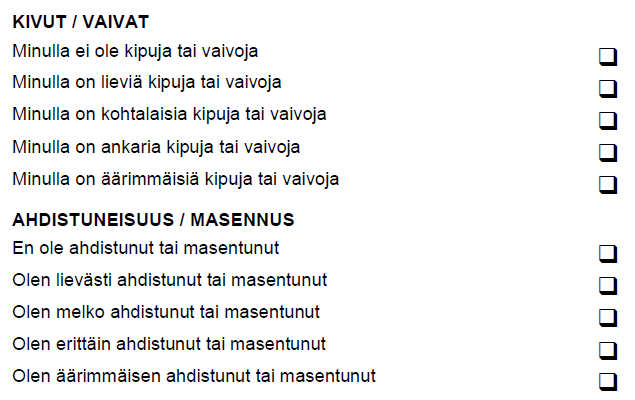 KIVUT / VAIVAT
Minulla ei ole kipuja tai vaivoja
Minulla on lieviä kipuja tai vaivoja
Minulla on kohtalaisia kipuja tai vaivoja
Minulla on ankaria kipuja tai vaivoja
Minulla on äärimmäisiä kipuja tai vaivoja
AHDISTUNEISUUS / MASENNUS
En ole ahdistunut tai masentunut
Olen lievästi ahdistunut tai masentunut
Olen melko ahdistunut tai masentunut
Olen erittäin ahdistunut tai masentunut
Olen äärimmäisen ahdistunut tai masentunut